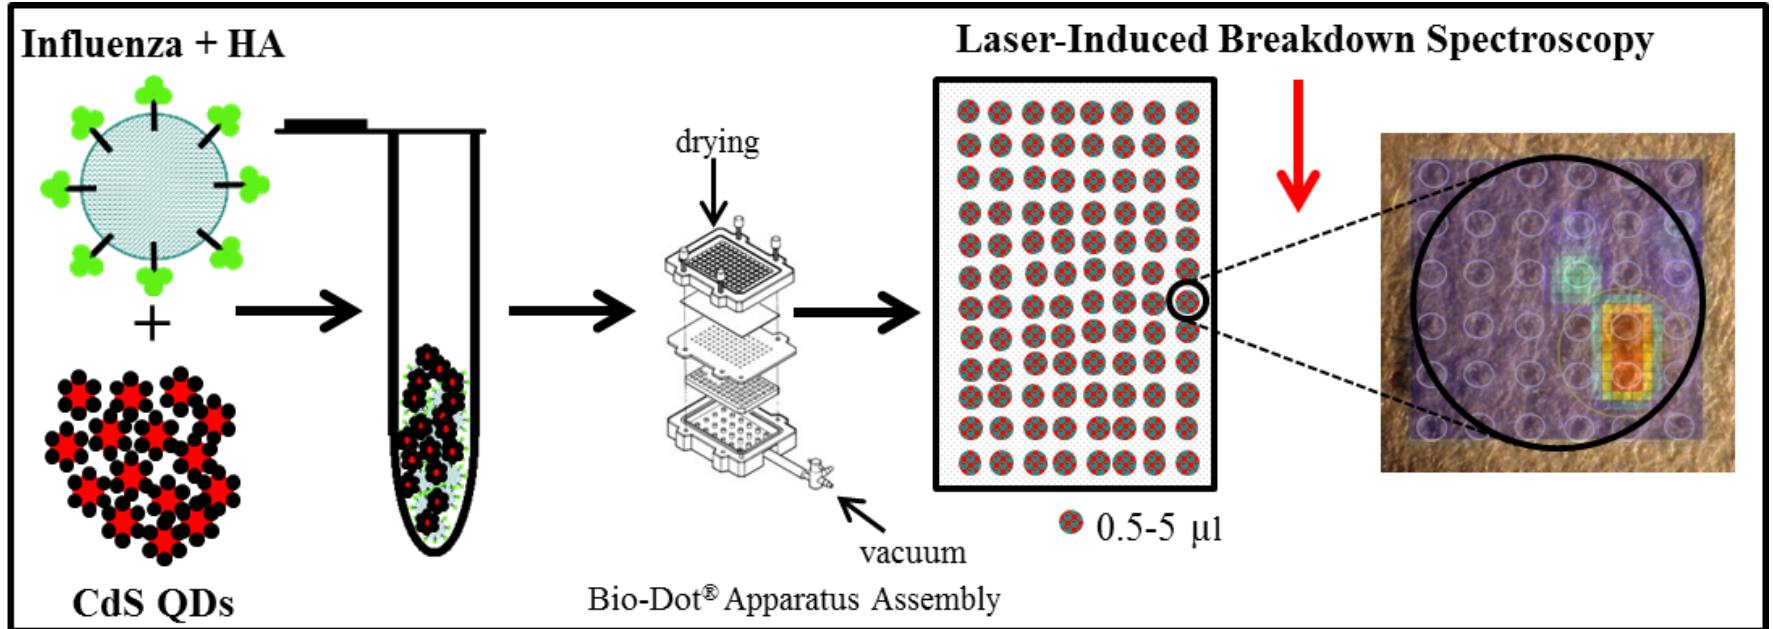 Influenza + HA
+
CdS QDs
drying
vacuum
Bio-Dot® Apparatus Assembly
Laser-Induced Breakdown Spectroscopy
0.5-5 µl